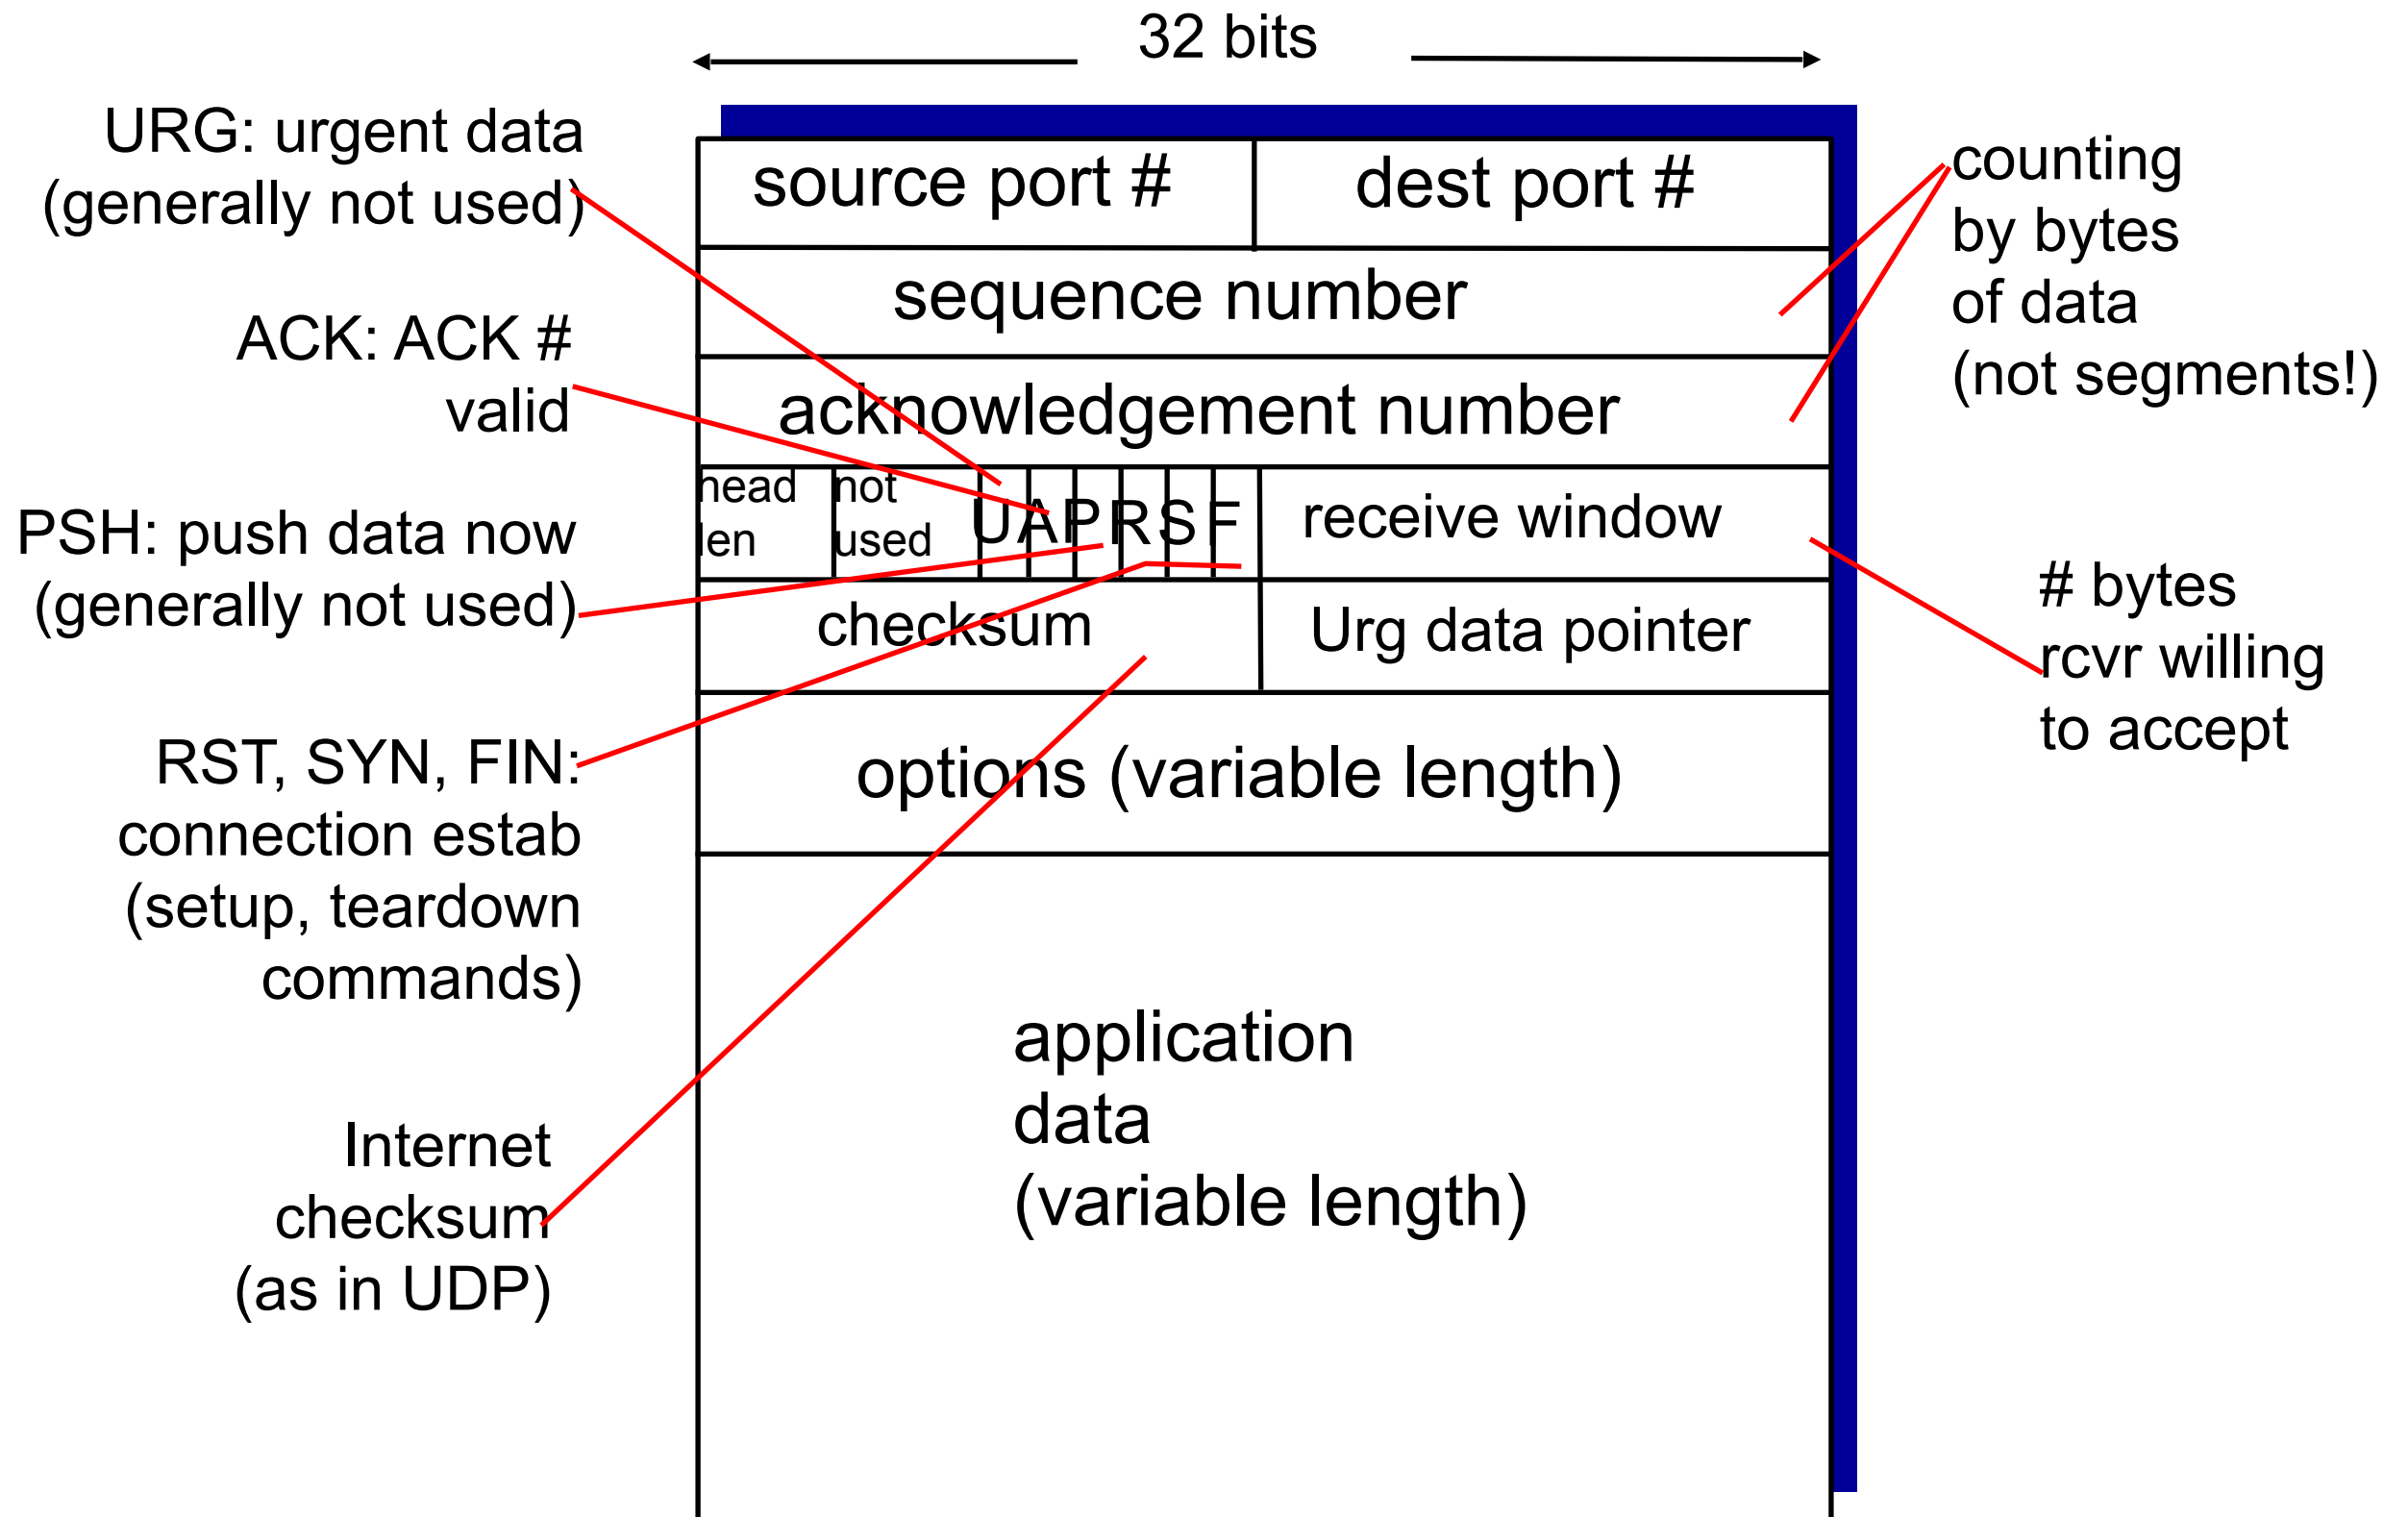 32 bits
URG: urgent data
(generally not used)
ACK: ACK #
valid
PSH: push data now
(generally not used)
RST, SYN, FIN:
connection estab
(setup, teardown
commands)
Internet
checksum
(as in UDP)
source port #
dest port #
sequence number
acknowledgement number
head
len
not
used
U A P R S F
receive window
checksum
Urg data pointer
options (variable length)
application
data
(variable length)
counting
by bytes
of data
(not segments!)
# bytes
rcvr willing
to accept